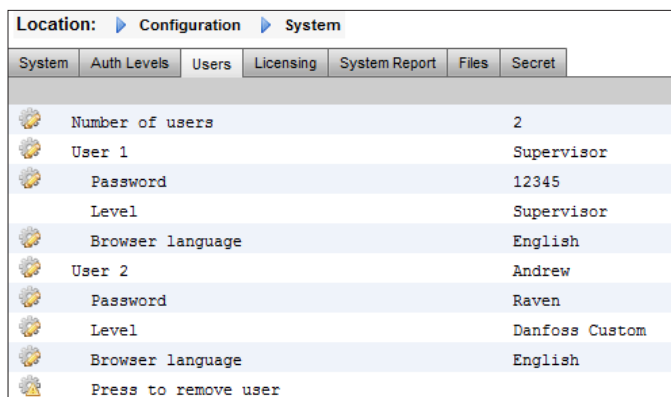 Location: Configuration System
System Auth Levels Users Licensing System Report Files Secret
Number of users 2
User 1 Supervisor
Password 12345
Level Supervisor
Browser language English
User 2 Andrew
Password Raven
Level Danfoss Custom
Browser language English
Press to remove user